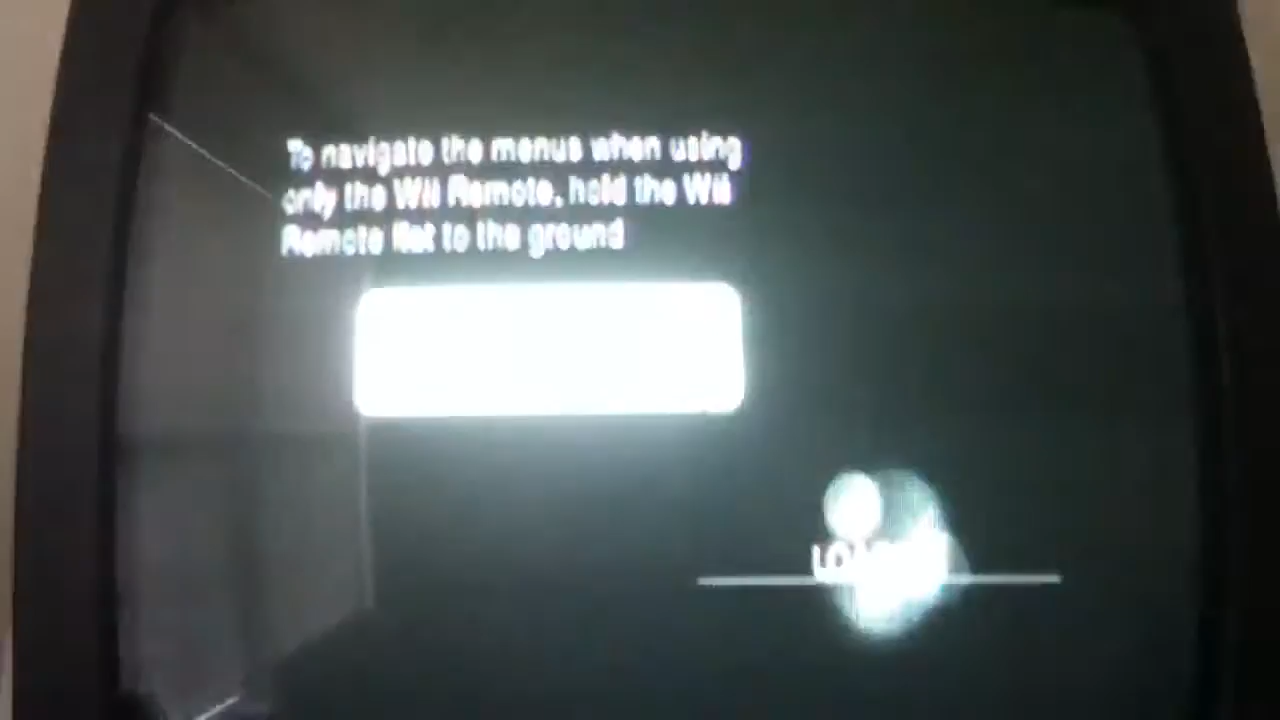 To navigate the menus when using
only the Wii Remote, hold the Wii
Remote flat to the ground